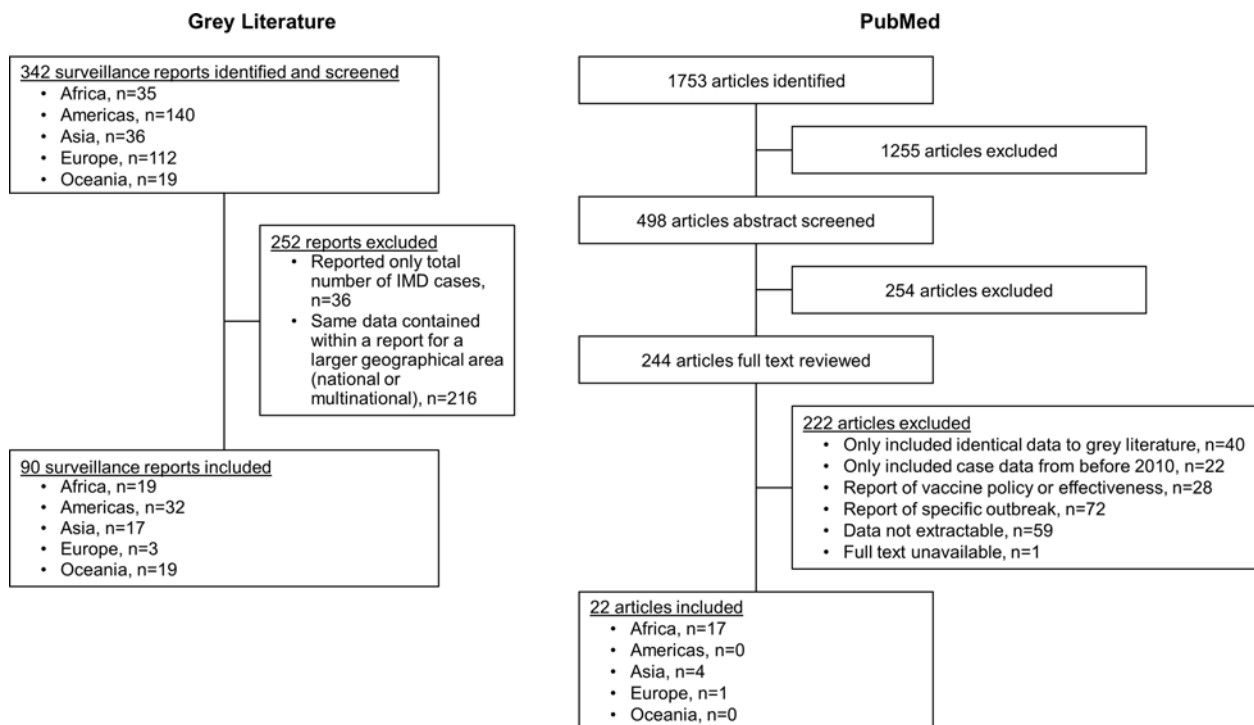 Grey Literature
342 surveillance reports identified and screened
• Africa, n=35
• Americas, n=140
• Asia, n=36
• Europe, n=112
• Oceania, n=19
252 reports excluded
• Reported only total
number of IMD cases,
n=36
• Same data contained
within a report for a
larger geographical area
(national or
multinational), n=216
90 surveillance reports included
• Africa, n=19
• Americas, n=32
• Asia, n=17
• Europe, n=3
• Oceania, n=19
PubMed
1753 articles identified
1255 articles excluded
498 articles abstract screened
254 articles excluded
244 articles full text reviewed
222 articles excluded
• Only included identical data to grey literature, n=40
• Only included case data from before 2010, n=22
• Report of vaccine policy or effectiveness, n=28
• Report of specific outbreak, n=72
• Data not extractable, n=59
• Full text unavailable, n=1
22 articles included
• Africa, n=17
• Americas, n=0
• Asia, n=4
• Europe, n=1
• Oceania, n=0